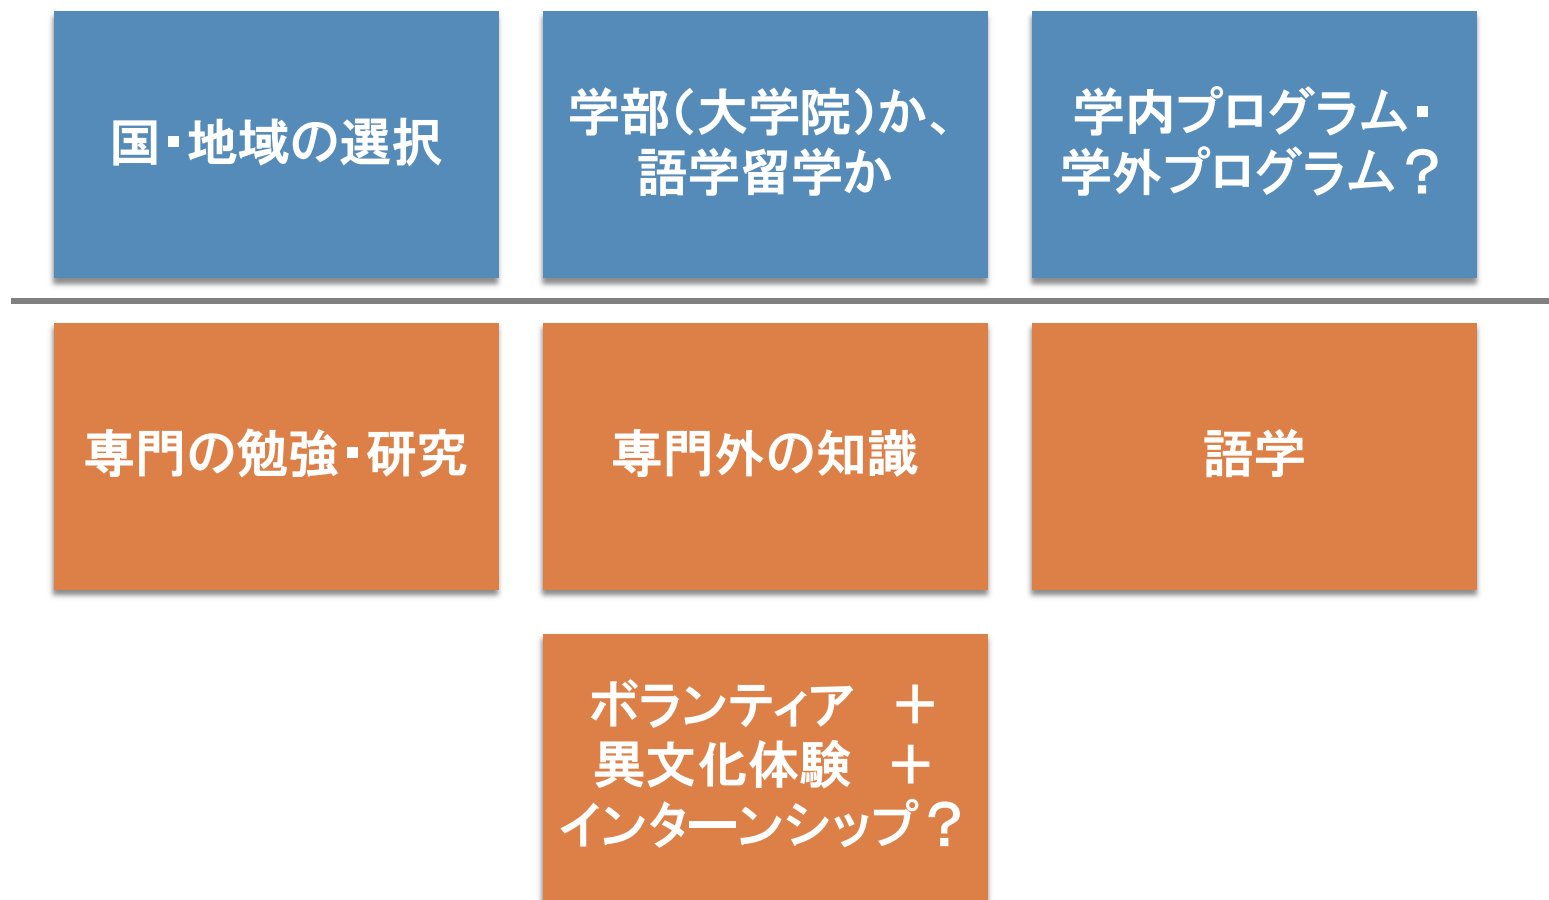 国・地域の選択
学部(大学院)か、
語学留学か
学内プログラム・
学外プログラム？
専門の勉強・研究
専門外の知識
語学
ボランティア　＋
異文化体験　＋
インターンシップ？